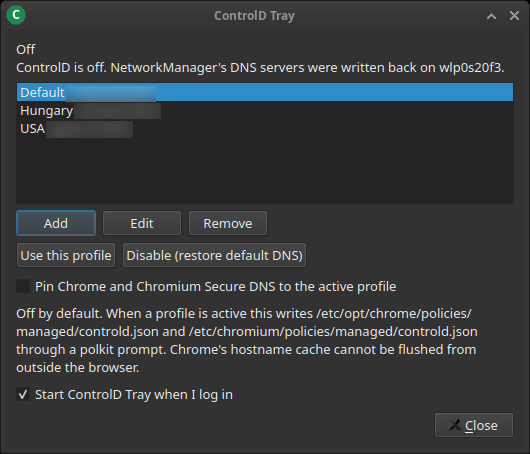 C
ControlD Tray
Off
ControlD is off. NetworkManager's DNS servers were written back on wlp0s20f3.
Default
Hungary
USA
Add Edit Remove
Use this profile Disable (restore default DNS)
Pin Chrome and Chromium Secure DNS to the active profile
Off by default. When a profile is active this writes /etc/opt/chrome/policies/
managed/controld.json and /etc/chromium/policies/managed/controld.json
through a polkit prompt. Chrome's hostname cache cannot be flushed from
outside the browser.
Start ControlD Tray when I log in
Close